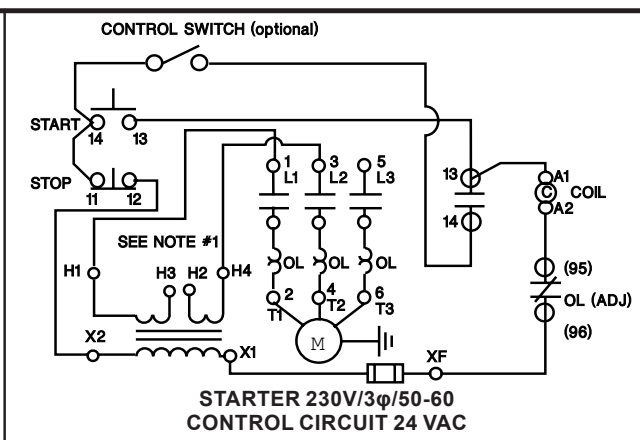 CONTROL SWITCH (optional)
START
14 13
STOP
11 12
1 3 5
L1 L2 L3
13
14
A1
C COIL
A2
SEE NOTE #1
H1 H3 H2 H4
OL OL OL
2 4 6
T1 T2 T3
M
(95)
OL (ADJ)
(96)
X2 X1
XF
STARTER 230V/3φ/50-60
CONTROL CIRCUIT 24 VAC